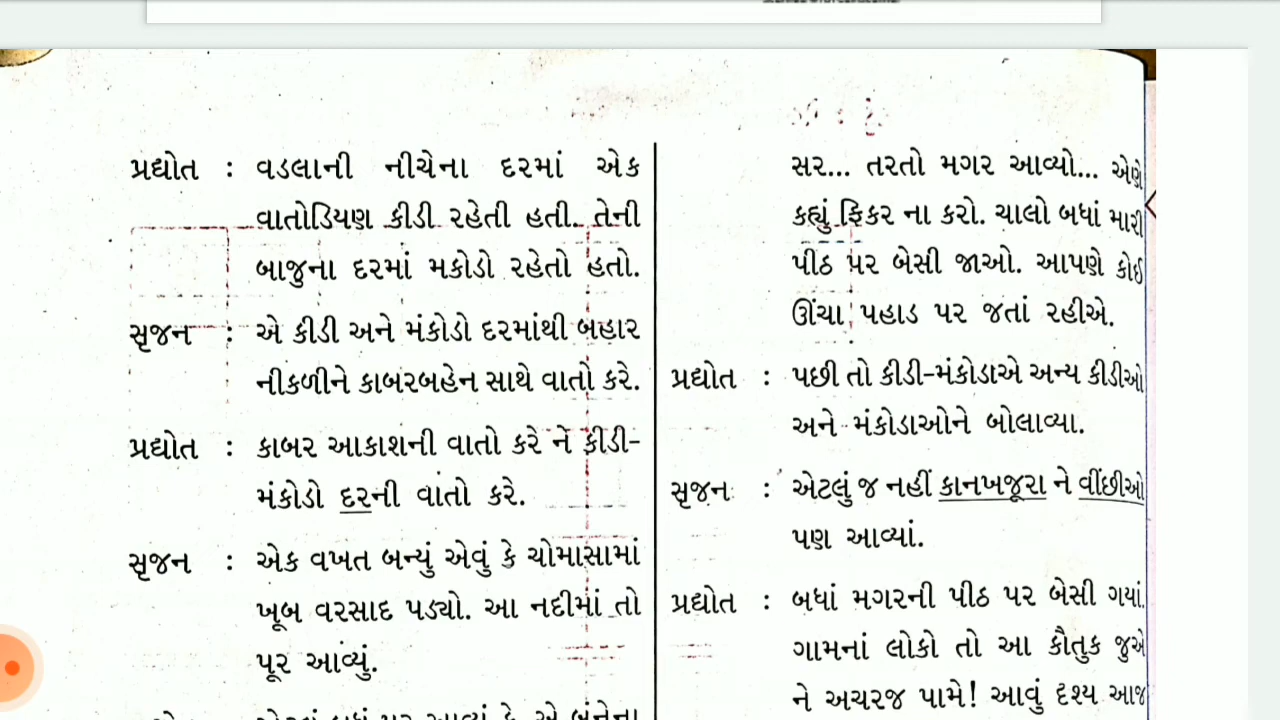 પ્રદ્યોત : વડલાની નીચેના દરમાં એક
વાતોડિયણ કીડી રહેતી હતી. તેની
બાજુના દરમાં મકોડો રહેતો હતો.
સૃજન : એ કીડી અને મંકોડો દરમાંથી બહાર
નીકળીને કાબરબહેન સાથે વાતો કરે.
પ્રદ્યોત : કાબર આકાશની વાતો કરે ને કીડી-
મંકોડો દરની વાતો કરે.
સૃજન : એક વખત બન્યું એવું કે ચોમાસામાં
ખૂબ વરસાદ પડ્યો. આ નદીમાં તો
પૂર આવ્યું.
સર... તરતો મગર આવ્યો... એણે
કહ્યું ફિકર ના કરો. ચાલો બધાં મારી
પીઠ પર બેસી જાઓ. આપણે કોઈ
ઊંચા પહાડ પર જતાં રહીએ.
પ્રદ્યોત : પછી તો કીડી-મંકોડાએ અન્ય કીડીઓ
અને મંકોડાઓને બોલાવ્યા.
સૃજન : એટલું જ નહીં કાનખજૂરા ને વીંછીઓ
પણ આવ્યાં.
પ્રદ્યોત : બધાં મગરની પીઠ પર બેસી ગયાં.
ગામનાં લોકો તો આ કૌતુક જુએ
ને અચરજ પામે! આવું દૃશ્ય આજ